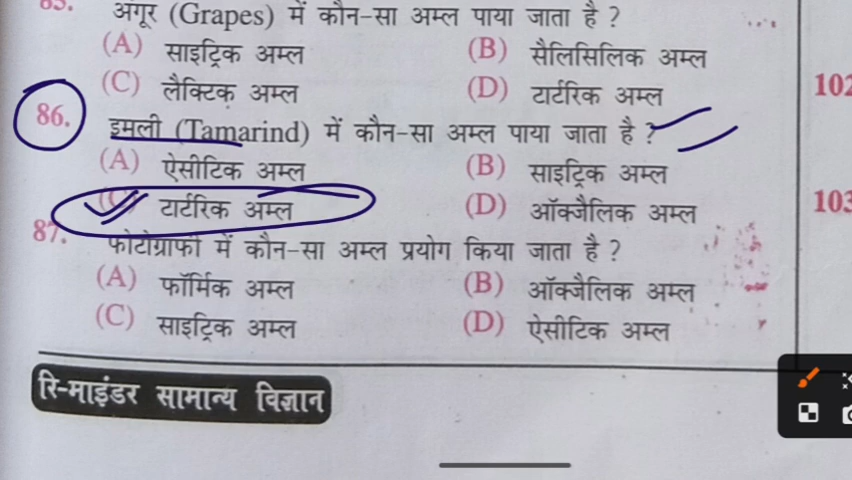 85.
अंगूर (Grapes) में कौन-सा अम्ल पाया जाता है ?
(A) साइट्रिक अम्ल (B) सैलिसिलिक अम्ल
(C) लैक्टिक अम्ल (D) टार्टरिक अम्ल
102
86. इमली (Tamarind) में कौन-सा अम्ल पाया जाता है ?
(A) ऐसीटिक अम्ल (B) साइट्रिक अम्ल
(C) टार्टरिक अम्ल (D) ऑक्जैलिक अम्ल
103
87. फोटोग्राफी में कौन-सा अम्ल प्रयोग किया जाता है ?
(A) फॉर्मिक अम्ल (B) ऑक्जैलिक अम्ल
(C) साइट्रिक अम्ल (D) ऐसीटिक अम्ल
रि-माइंडर सामान्य विज्ञान